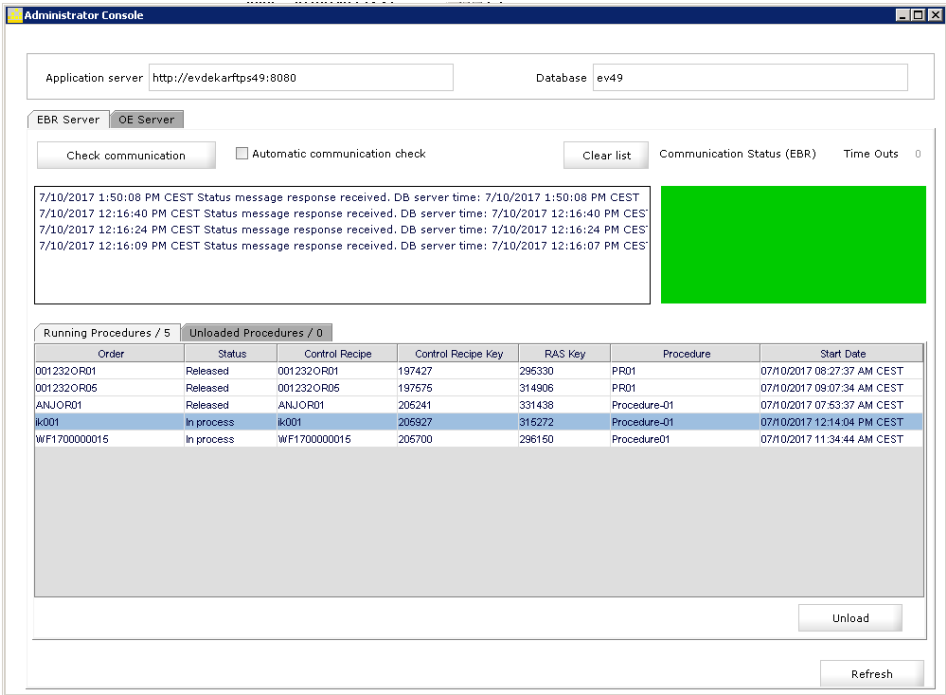 Administrator Console
Application server http://evdekarftps49:8080 Database ev49
EBR Server OE Server
Check communication Automatic communication check Clear list Communication Status (EBR) Time Outs 0
7/10/2017 1:50:08 PM CEST Status message response received. DB server time: 7/10/2017 1:50:08 PM CEST
7/10/2017 12:16:40 PM CEST Status message response received. DB server time: 7/10/2017 12:16:40 PM CES
7/10/2017 12:16:24 PM CEST Status message response received. DB server time: 7/10/2017 12:16:24 PM CES
7/10/2017 12:16:09 PM CEST Status message response received. DB server time: 7/10/2017 12:16:07 PM CES
Running Procedures / 5 Unloaded Procedures / 0
Order Status Control Recipe Control Recipe Key RAS Key Procedure Start Date
001232OR01 Released 001232OR01 197427 295330 PR01 07/10/2017 08:27:37 AM CEST
001232OR05 Released 001232OR05 197575 314906 PR01 07/10/2017 09:07:34 AM CEST
ANJOR01 Released ANJOR01 205241 331438 Procedure-01 07/10/2017 07:53:37 AM CEST
ik001 In process ik001 205927 315272 Procedure-01 07/10/2017 12:14:04 PM CEST
WF1700000015 In process WF1700000015 205700 296150 Procedure01 07/10/2017 11:34:44 AM CEST
Unload
Refresh